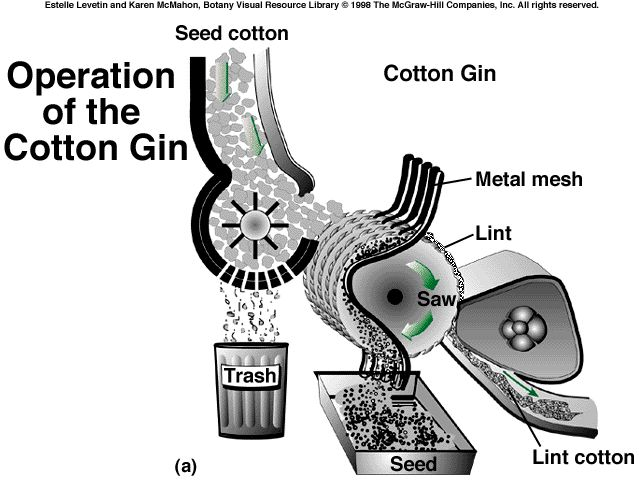 Estelle Levetin and Karen McMahon, Botany Visual Resource Library © 1998 The McGraw-Hill Companies, Inc. All rights reserved.
Seed cotton
Operation
of the
Cotton Gin
Cotton Gin
Metal mesh
Lint
Saw
Trash
Seed
Lint cotton
(a)